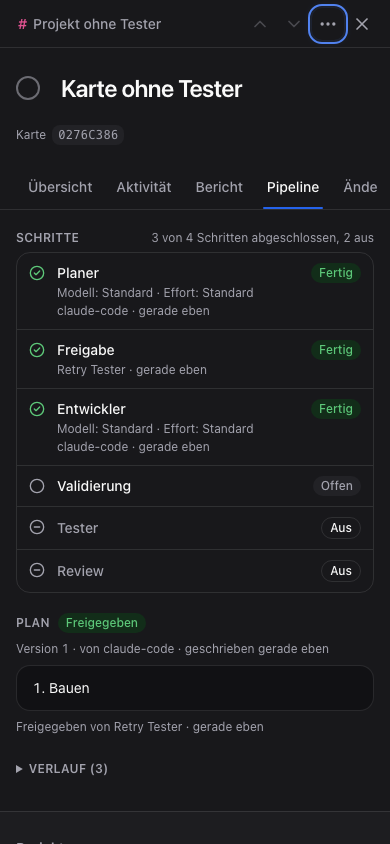 # Projekt ohne Tester
Karte ohne Tester
Karte 0276C386
Übersicht Aktivität Bericht Pipeline Ände
SCHRITTE 3 von 4 Schritten abgeschlossen, 2 aus
Planer Fertig
Modell: Standard · Effort: Standard
claude-code · gerade eben
Freigabe Fertig
Retry Tester · gerade eben
Entwickler Fertig
Modell: Standard · Effort: Standard
claude-code · gerade eben
Validierung Offen
Tester Aus
Review Aus
PLAN Freigegeben
Version 1 · von claude-code · geschrieben gerade eben
1. Bauen
Freigegeben von Retry Tester · gerade eben
VERLAUF (3)